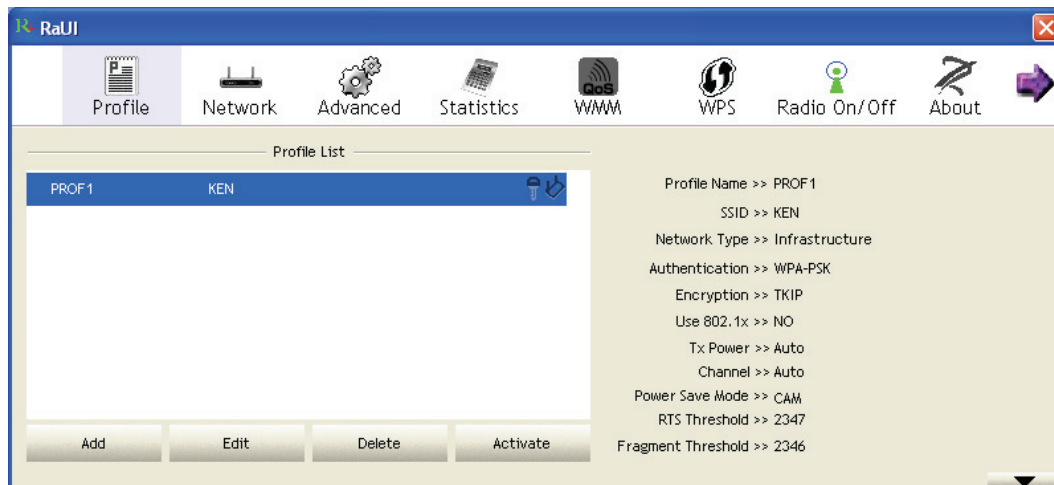 RaUI
Profile Network Advanced Statistics QoS WMM WPS Radio On/Off About
Profile List
PROF1 KEN
Profile Name >> PROF1
SSID >> KEN
Network Type >> Infrastructure
Authentication >> WPA-PSK
Encryption >> TKIP
Use 802.1x >> NO
Tx Power >> Auto
Channel >> Auto
Power Save Mode >> CAM
RTS Threshold >> 2347
Fragment Threshold >> 2346
Add Edit Delete Activate